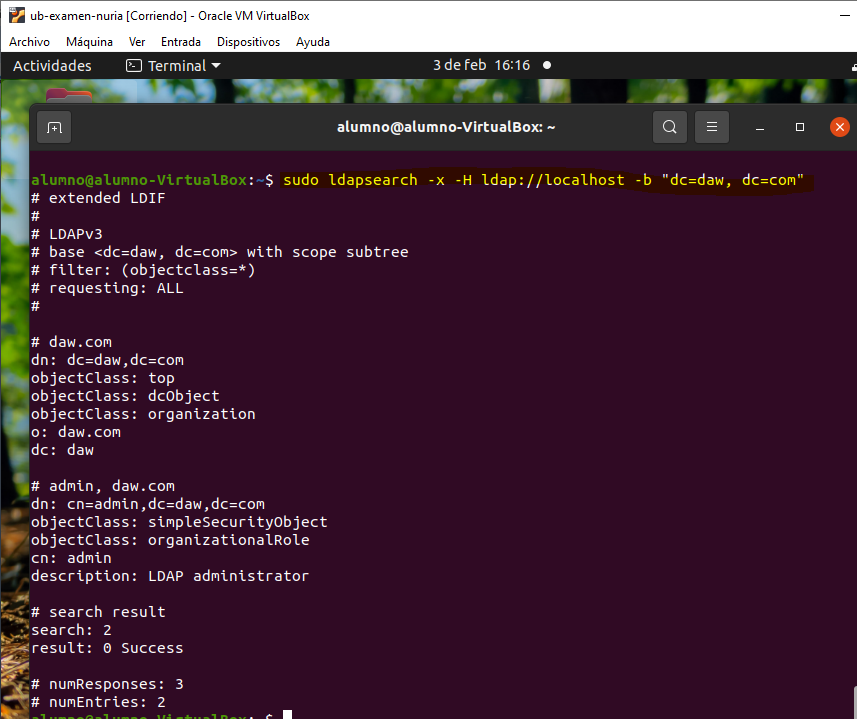 ub-examen-nuria [Corriendo] - Oracle VM VirtualBox
Archivo Máquina Ver Entrada Dispositivos Ayuda
Actividades Terminal 3 de feb 16:16
alumno@alumno-VirtualBox: ~
alumno@alumno-VirtualBox:~$ sudo ldapsearch -x -H ldap://localhost -b "dc=daw, dc=com"
# extended LDIF
#
# LDAPv3
# base <dc=daw, dc=com> with scope subtree
# filter: (objectclass=*)
# requesting: ALL
#
# daw.com
dn: dc=daw,dc=com
objectClass: top
objectClass: dcObject
objectClass: organization
o: daw.com
dc: daw
# admin, daw.com
dn: cn=admin,dc=daw,dc=com
objectClass: simpleSecurityObject
objectClass: organizationalRole
cn: admin
description: LDAP administrator
# search result
search: 2
result: 0 Success
# numResponses: 3
# numEntries: 2
alumno@alumno-VirtualBox:~$